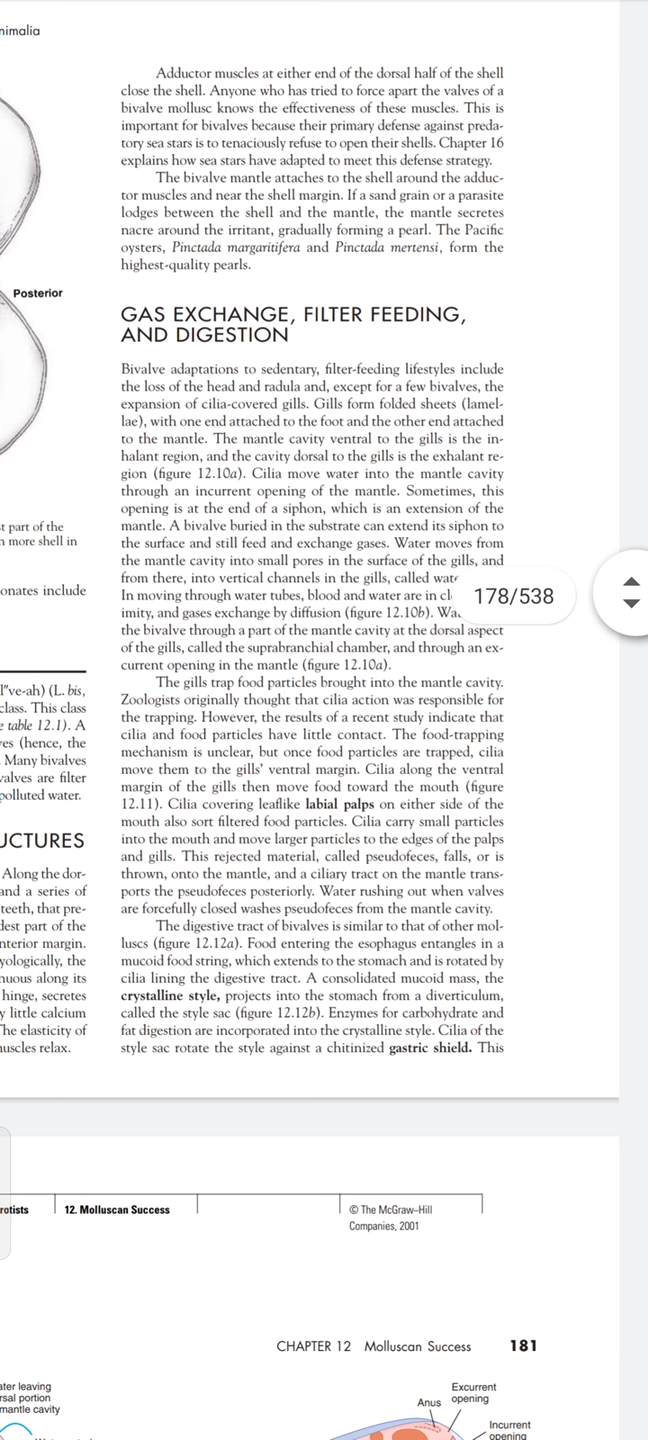 nimalia
Adductor muscles at either end of the dorsal half of the shell
close the shell. Anyone who has tried to force apart the valves of a
bivalve mollusc knows the effectiveness of these muscles. This is
important for bivalves because their primary defense against preda-
tory sea stars is to tenaciously refuse to open their shells. Chapter 16
explains how sea stars have adapted to meet this defense strategy.
The bivalve mantle attaches to the shell around the adduc-
tor muscles and near the shell margin. If a sand grain or a parasite
lodges between the shell and the mantle, the mantle secretes
nacre around the irritant, gradually forming a pearl. The Pacific
oysters, Pinctada margaritifera and Pinctada mertensi, form the
highest-quality pearls.
Posterior
GAS EXCHANGE, FILTER FEEDING,
AND DIGESTION
Bivalve adaptations to sedentary, filter-feeding lifestyles include
the loss of the head and radula and, except for a few bivalves, the
expansion of cilia-covered gills. Gills form folded sheets (lamel-
lae), with one end attached to the foot and the other end attached
to the mantle. The mantle cavity ventral to the gills is the in-
halant region, and the cavity dorsal to the gills is the exhalant re-
gion (figure 12.10a). Cilia move water into the mantle cavity
through an incurrent opening of the mantle. Sometimes, this
opening is at the end of a siphon, which is an extension of the
mantle. A bivalve buried in the substrate can extend its siphon to
the surface and still feed and exchange gases. Water moves from
the mantle cavity into small pores in the surface of the gills, and
from there, into vertical channels in the gills, called wat
In moving through water tubes, blood and water are in cl
imity, and gases exchange by diffusion (figure 12.10b). Wa
the bivalve through a part of the mantle cavity at the dorsal aspect
of the gills, called the suprabranchial chamber, and through an ex-
current opening in the mantle (figure 12.10a).
The gills trap food particles brought into the mantle cavity.
Zoologists originally thought that cilia action was responsible for
the trapping. However, the results of a recent study indicate that
cilia and food particles have little contact. The food-trapping
mechanism is unclear, but once food particles are trapped, cilia
move them to the gills' ventral margin. Cilia along the ventral
margin of the gills then move food toward the mouth (figure
12.11). Cilia covering leaflike labial palps on either side of the
mouth also sort filtered food particles. Cilia carry small particles
into the mouth and move larger particles to the edges of the palps
and gills. This rejected material, called pseudofeces, falls, or is
thrown, onto the mantle, and a ciliary tract on the mantle trans-
ports the pseudofeces posteriorly. Water rushing out when valves
are forcefully closed washes pseudofeces from the mantle cavity.
The digestive tract of bivalves is similar to that of other mol-
luscs (figure 12.12a). Food entering the esophagus entangles in a
mucoid food string, which extends to the stomach and is rotated by
cilia lining the digestive tract. A consolidated mucoid mass, the
crystalline style, projects into the stomach from a diverticulum,
called the style sac (figure 12.12b). Enzymes for carbohydrate and
fat digestion are incorporated into the crystalline style. Cilia of the
style sac rotate the style against a chitinized gastric shield. This
178/538
t part of the
n more shell in
onates include
l″ve-ah) (L. bis,
class. This class
e table 12.1). A
ves (hence, the
Many bivalves
valves are filter
polluted water.
UCTURES
Along the dor-
and a series of
teeth, that pre-
dest part of the
nterior margin.
yologically, the
nuous along its
hinge, secretes
y little calcium
The elasticity of
muscles relax.
rotists
12. Molluscan Success
© The McGraw–Hill
Companies, 2001
CHAPTER 12 Molluscan Success 181
ater leaving
rsal portion
mantle cavity
Anus
Excurrent
opening
Incurrent
opening